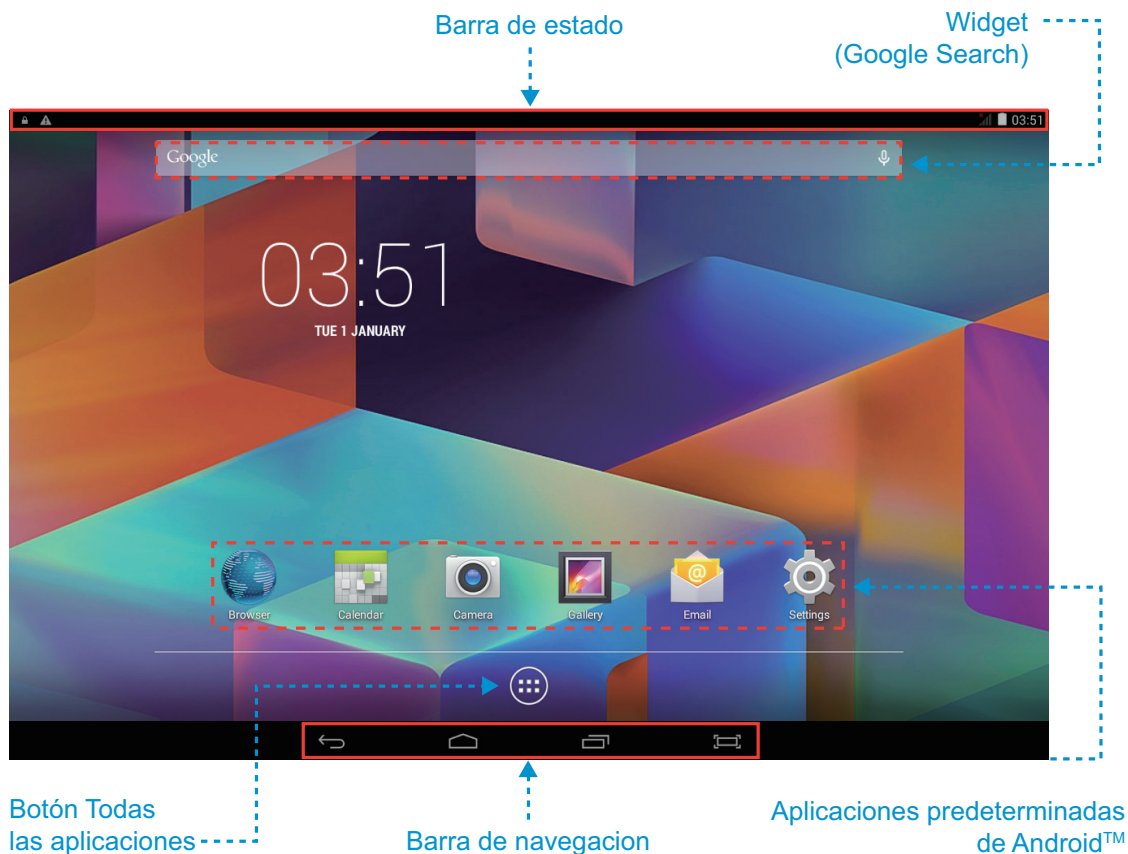 Barra de estado
Widget
(Google Search)
03:51
Google
03:51
TUE 1 JANUARY
Browser
Calendar
Camera
Gallery
Email
Settings
Botón Todas
las aplicaciones
Barra de navegacion
Aplicaciones predeterminadas
de Android™